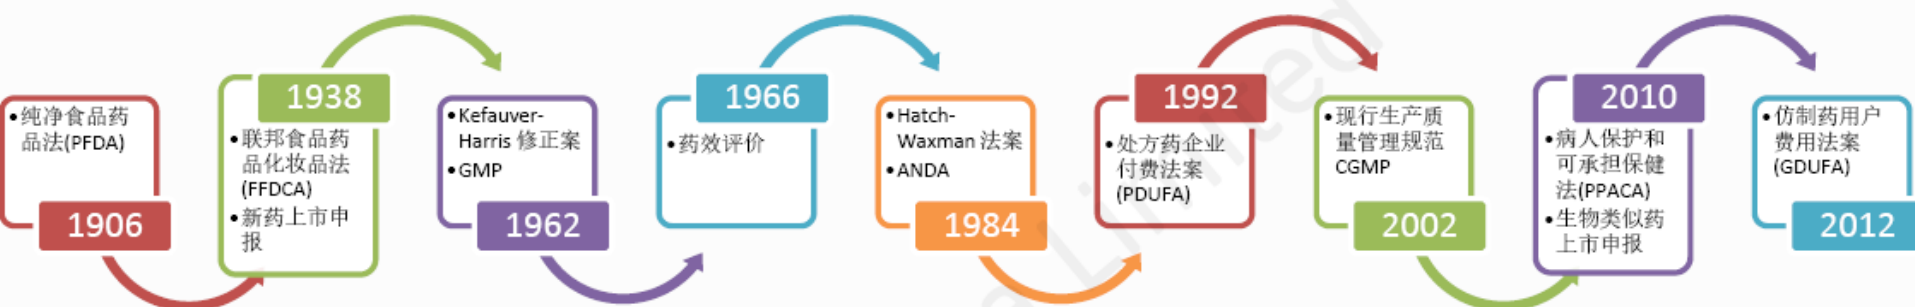 • 纯净食品药
品法(PFDA)
1906
1938
• 联邦食品药
品化妆品法
(FFDCA)
• 新药上市申
报
• Kefauver-
Harris 修正案
• GMP
1962
1966
• 药效评价
• Hatch-
Waxman 法案
• ANDA
1984
1992
• 处方药企业
付费法案
(PDUFA)
• 现行生产质
量管理规范
CGMP
2002
2010
• 病人保护和
可承担保健
法(PPACA)
• 生物类似药
上市申报
• 仿制药用户
费用法案
(GDUFA)
2012
Limited